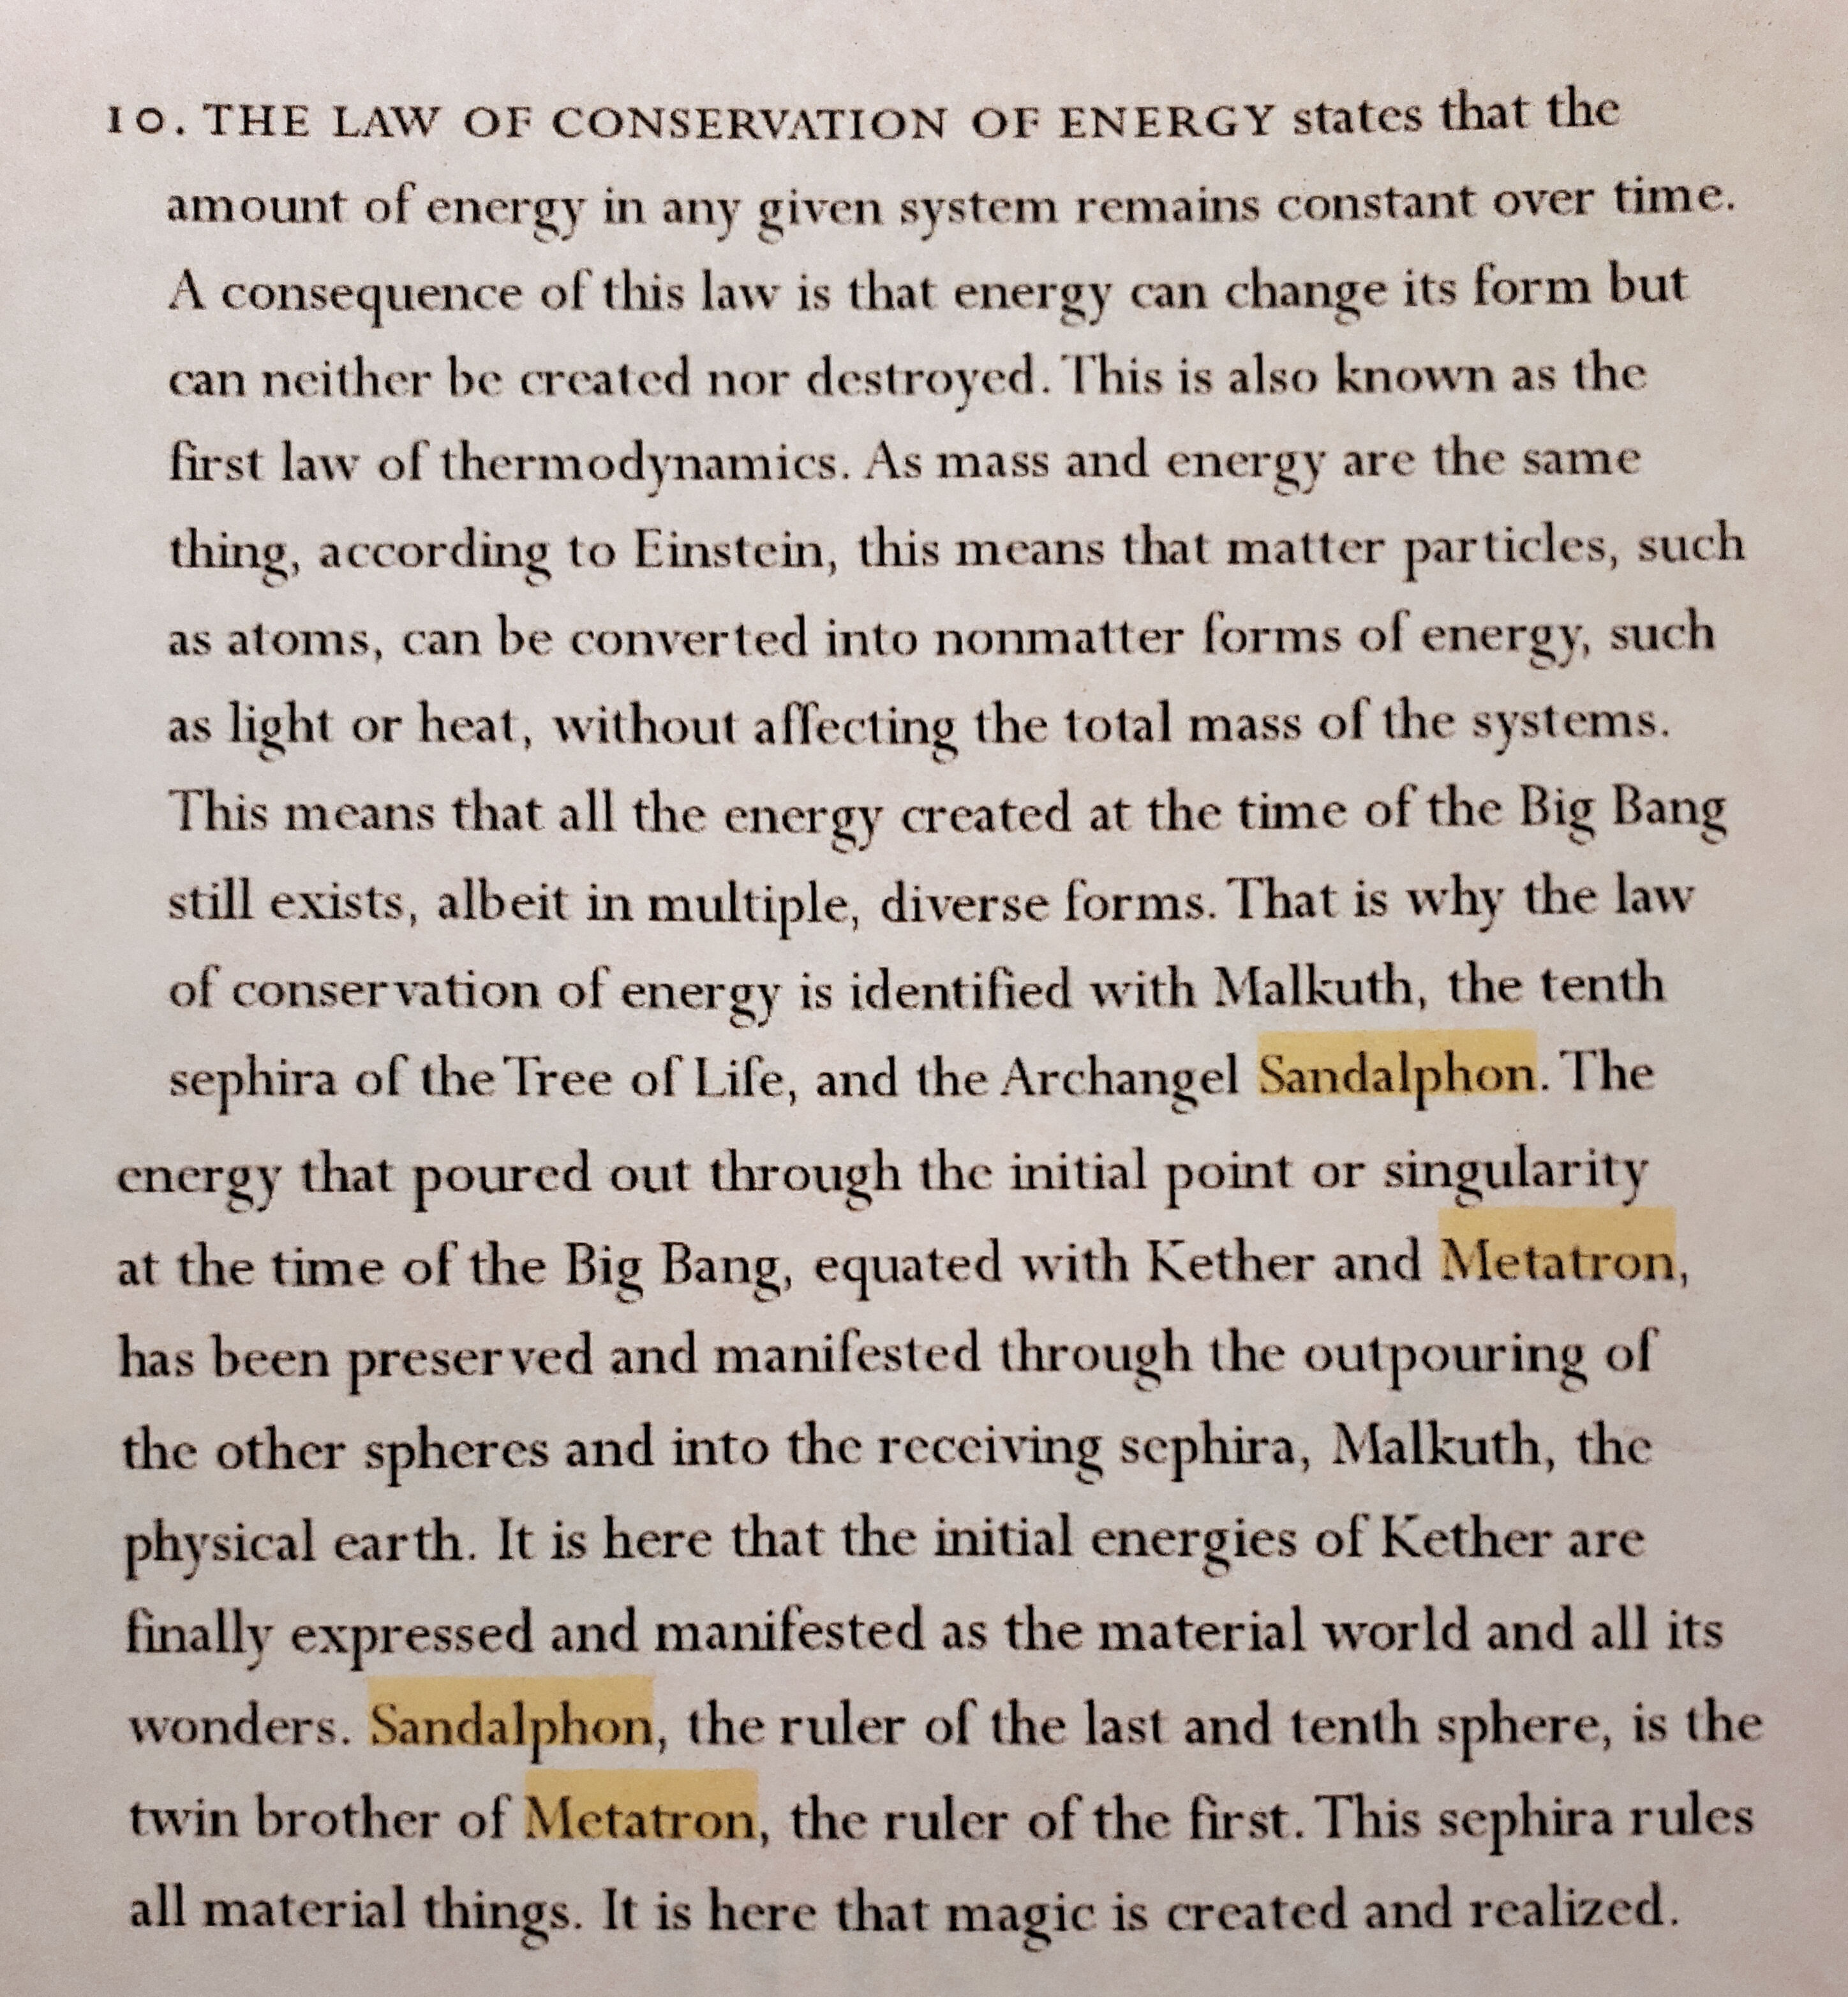 10. THE LAW OF CONSERVATION OF ENERGY states that the
amount of energy in any given system remains constant over time.
A consequence of this law is that energy can change its form but
can neither be created nor destroyed. This is also known as the
first law of thermodynamics. As mass and energy are the same
thing, according to Einstein, this means that matter particles, such
as atoms, can be converted into nonmatter forms of energy, such
as light or heat, without affecting the total mass of the systems.
This means that all the energy created at the time of the Big Bang
still exists, albeit in multiple, diverse forms. That is why the law
of conservation of energy is identified with Malkuth, the tenth
sephira of the Tree of Life, and the Archangel Sandalphon. The
energy that poured out through the initial point or singularity
at the time of the Big Bang, equated with Kether and Metatron,
has been preserved and manifested through the outpouring of
the other spheres and into the receiving sephira, Malkuth, the
physical earth. It is here that the initial energies of Kether are
finally expressed and manifested as the material world and all its
wonders. Sandalphon, the ruler of the last and tenth sphere, is the
twin brother of Metatron, the ruler of the first. This sephira rules
all material things. It is here that magic is created and realized.